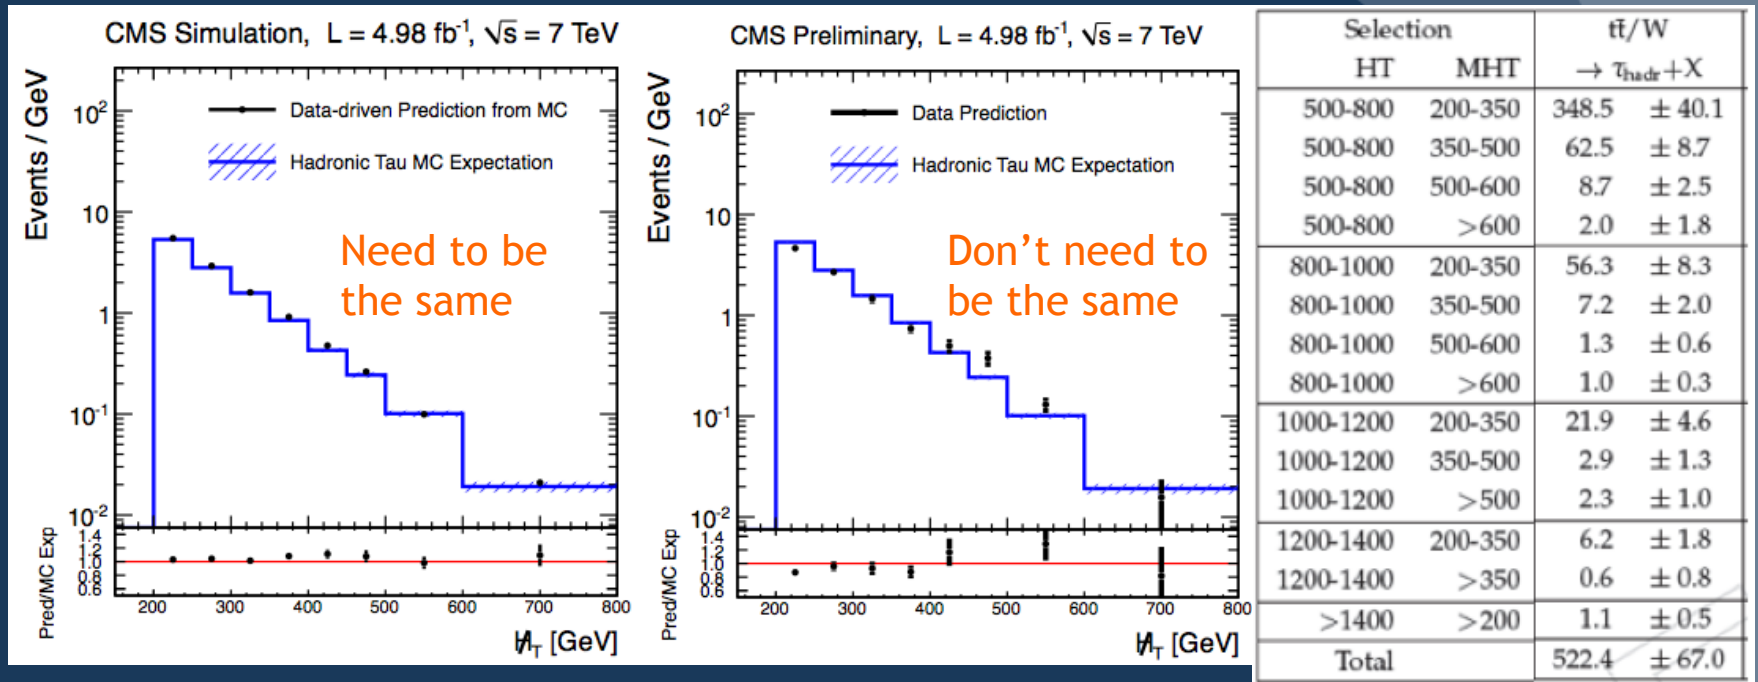 CMS Simulation, L = 4.98 fb⁻¹, √s = 7 TeV
Events / GeV
10²
10
1
10⁻¹
10⁻²
Data-driven Prediction from MC
Hadronic Tau MC Expectation
Need to be
the same
Pred/MC Exp
1.4
1.2
1.0
0.8
0.6
200 300 400 500 600 700 800
H̸_T [GeV]
CMS Preliminary, L = 4.98 fb⁻¹, √s = 7 TeV
Events / GeV
10²
10
1
10⁻¹
10⁻²
Data Prediction
Hadronic Tau MC Expectation
Don't need to
be the same
Pred/MC Exp
1.4
1.2
1.0
0.8
0.6
200 300 400 500 600 700 800
H̸_T [GeV]
Selection tt̄/W
HT MHT → τ_hadr+X
500-800 200-350 348.5 ± 40.1
500-800 350-500 62.5 ± 8.7
500-800 500-600 8.7 ± 2.5
500-800 >600 2.0 ± 1.8
800-1000 200-350 56.3 ± 8.3
800-1000 350-500 7.2 ± 2.0
800-1000 500-600 1.3 ± 0.6
800-1000 >600 1.0 ± 0.3
1000-1200 200-350 21.9 ± 4.6
1000-1200 350-500 2.9 ± 1.3
1000-1200 >500 2.3 ± 1.0
1200-1400 200-350 6.2 ± 1.8
1200-1400 >350 0.6 ± 0.8
>1400 >200 1.1 ± 0.5
Total 522.4 ± 67.0